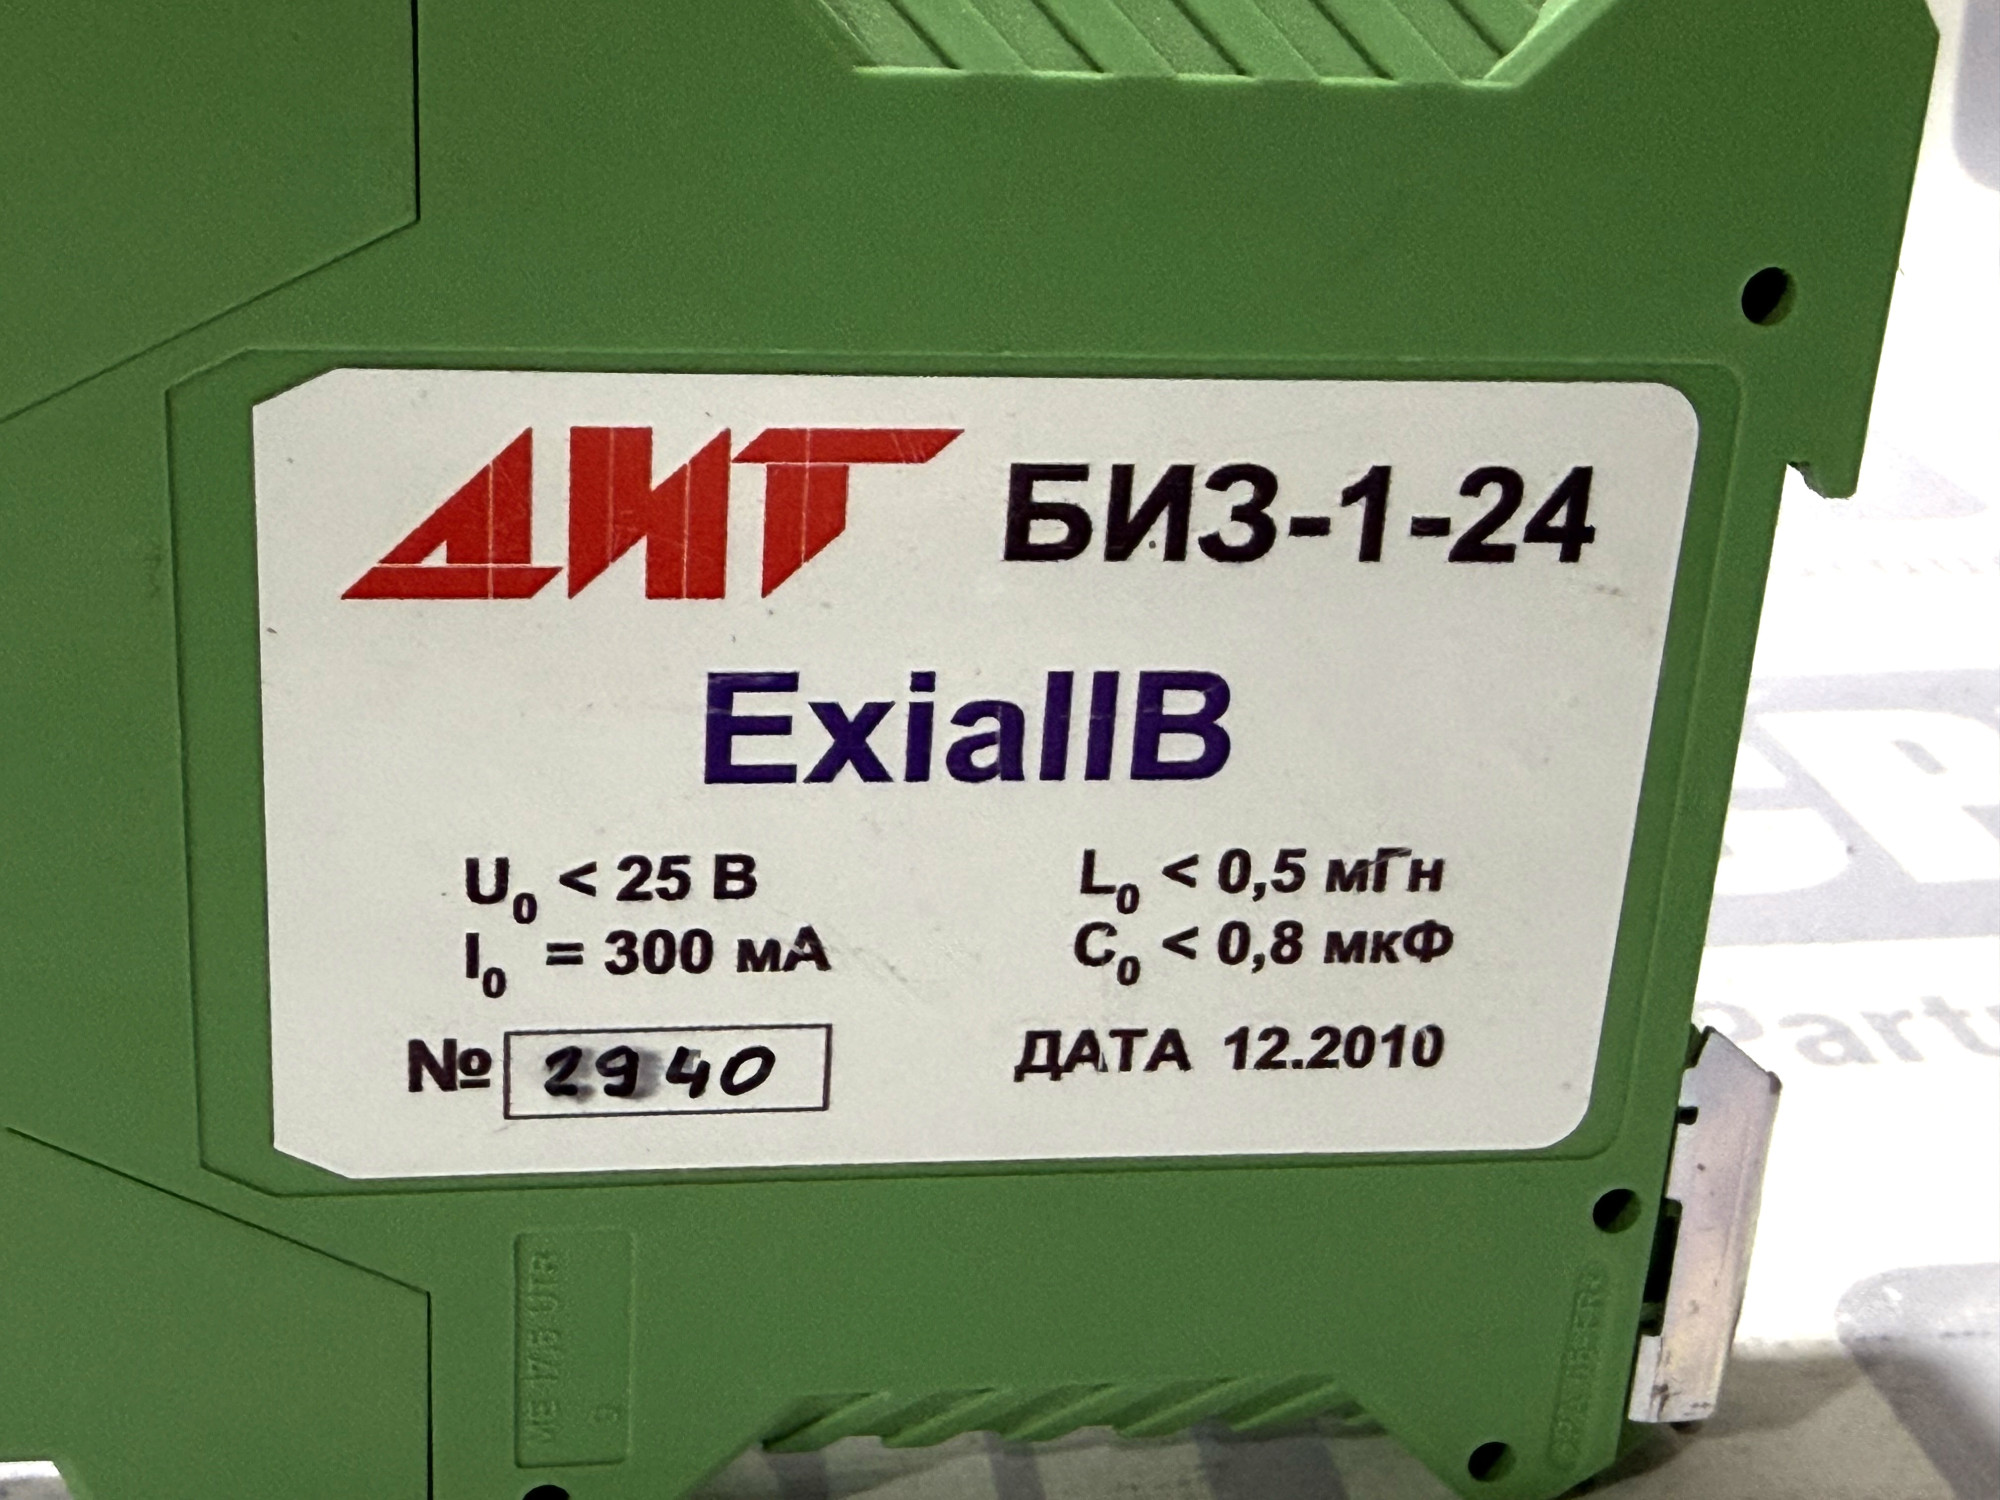 ДИТ БИЗ-1-24
ExiaIIB
U₀ < 25 В
I₀ = 300 мА
L₀ < 0,5 мГн
C₀ < 0,8 мкФ
№ 2940
ДАТА 12.2010
Part